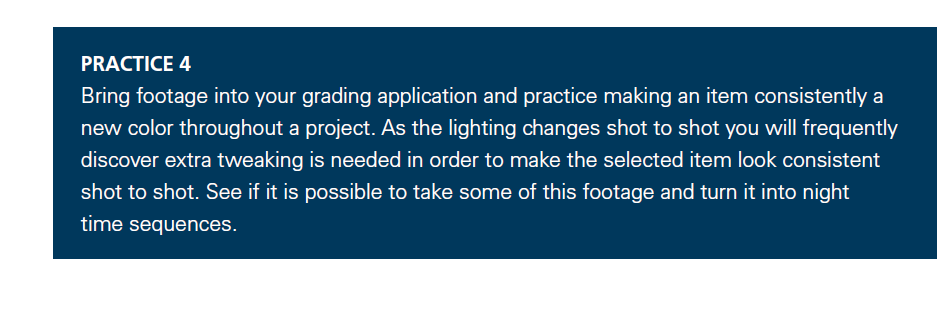 PRACTICE 4
Bring footage into your grading application and practice making an item consistently a
new color throughout a project. As the lighting changes shot to shot you will frequently
discover extra tweaking is needed in order to make the selected item look consistent
shot to shot. See if it is possible to take some of this footage and turn it into night
time sequences.